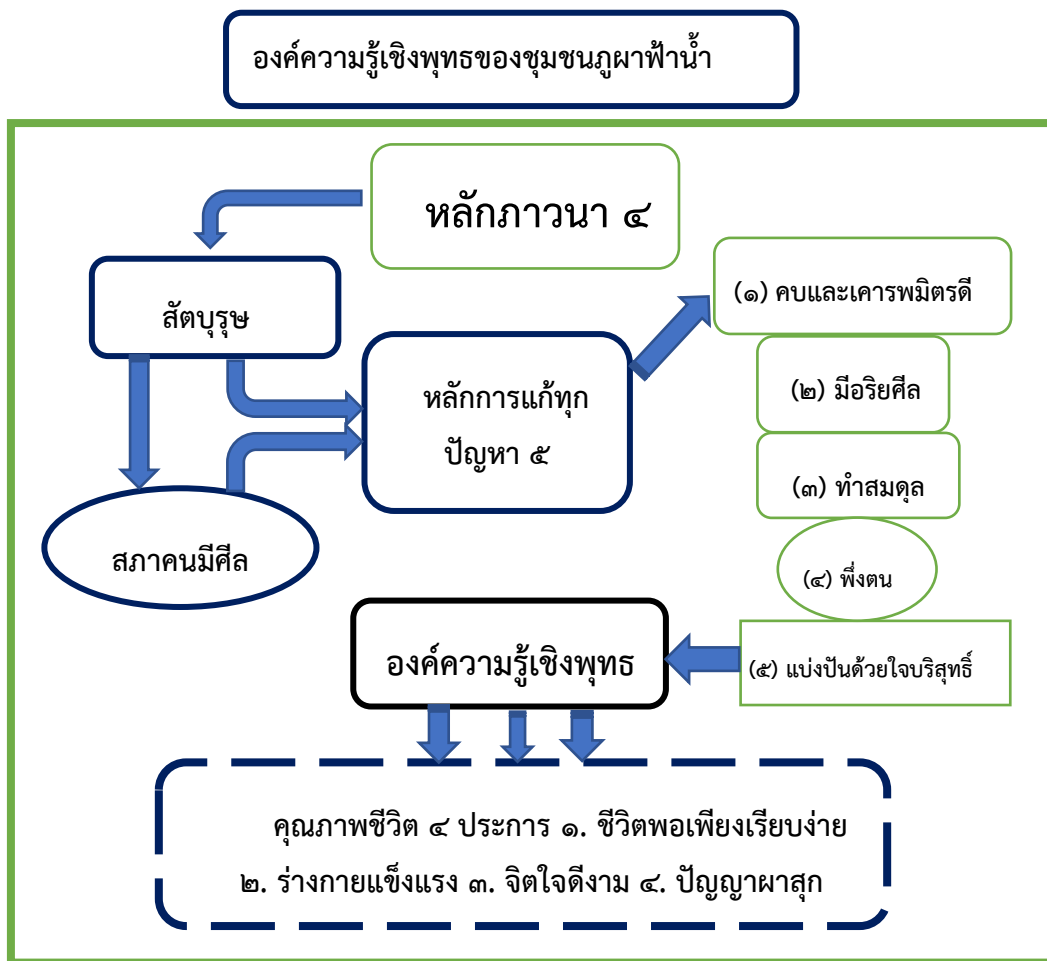 องค์ความรู้เชิงพุทธของชุมชนภูผาฟ้าน้ำ
หลักภาวนา ๔
สัตบุรุษ
สภาคนมีศีล
หลักการแก้ทุก
ปัญหา ๕
(๑) คบและเคารพมิตรดี
(๒) มีอริยศีล
(๓) ทำสมดุล
(๔) พึ่งตน
(๕) แบ่งปันด้วยใจบริสุทธิ์
องค์ความรู้เชิงพุทธ
คุณภาพชีวิต ๔ ประการ ๑. ชีวิตพอเพียงเรียบง่าย
๒. ร่างกายแข็งแรง ๓. จิตใจดีงาม ๔. ปัญญาผาสุก